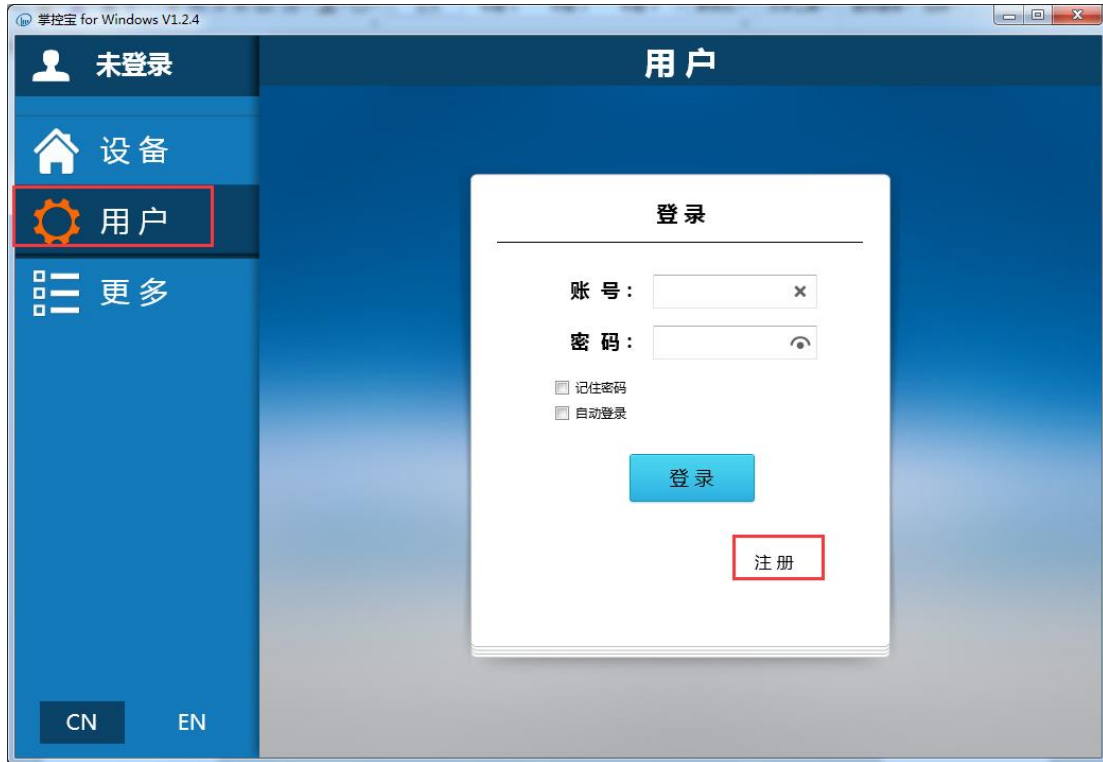 掌控宝 for Windows V1.2.4
未登录
用户
设备
用户
更多
登录
账 号：
密 码：
记住密码
自动登录
登录
注册
CN
EN